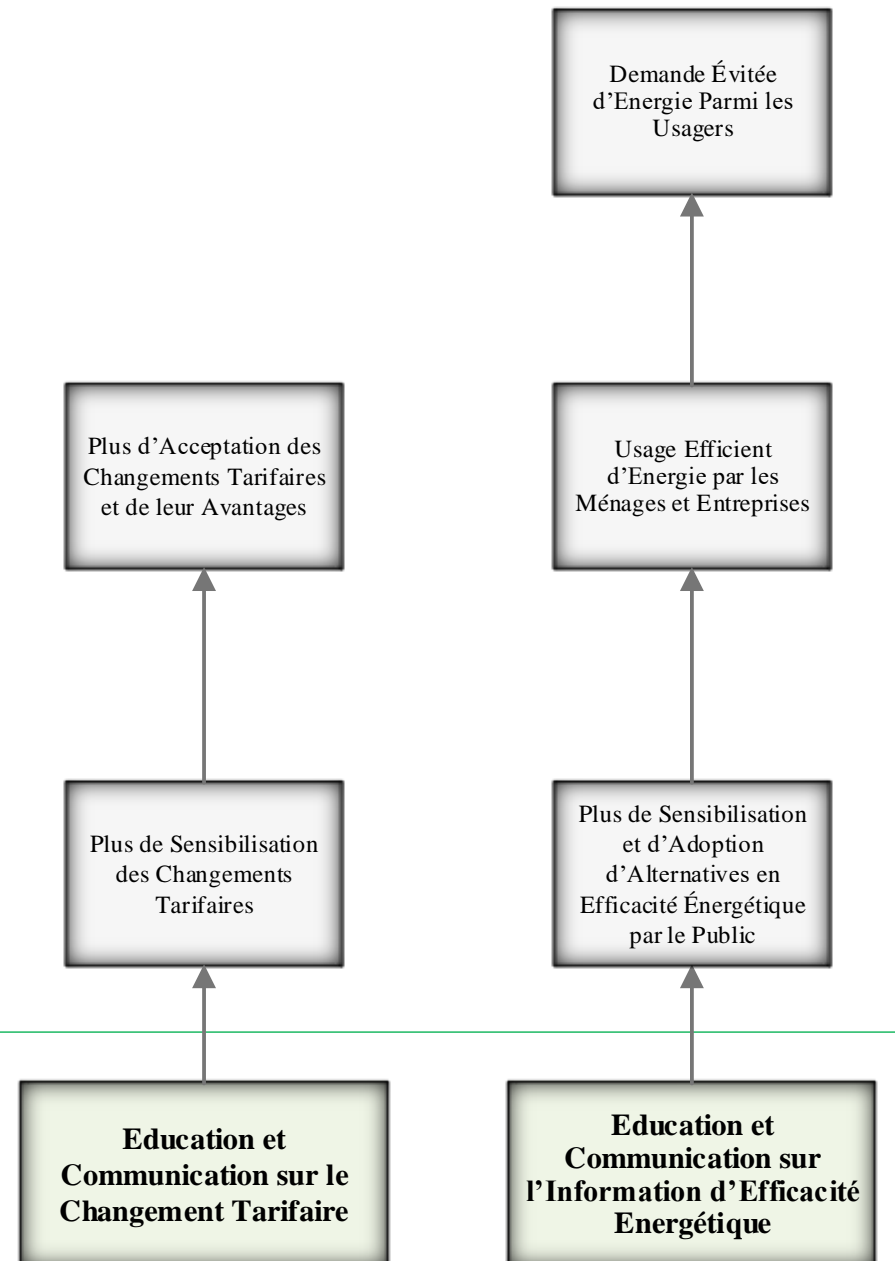 Demande Évitée
d’Energie Parmi les
Usagers
Plus d’Acceptation des
Changements Tarifaires
et de leur Avantages
Usage Efficient
d’Energie par les
Ménages et Entreprises
Plus de Sensibilisation
des Changements
Tarifaires
Plus de Sensibilisation
et d’Adoption
d’Alternatives en
Efficacité Énergétique
par le Public
Education et
Communication sur le
Changement Tarifaire
Education et
Communication sur
l’Information d’Efficacité
Energétique